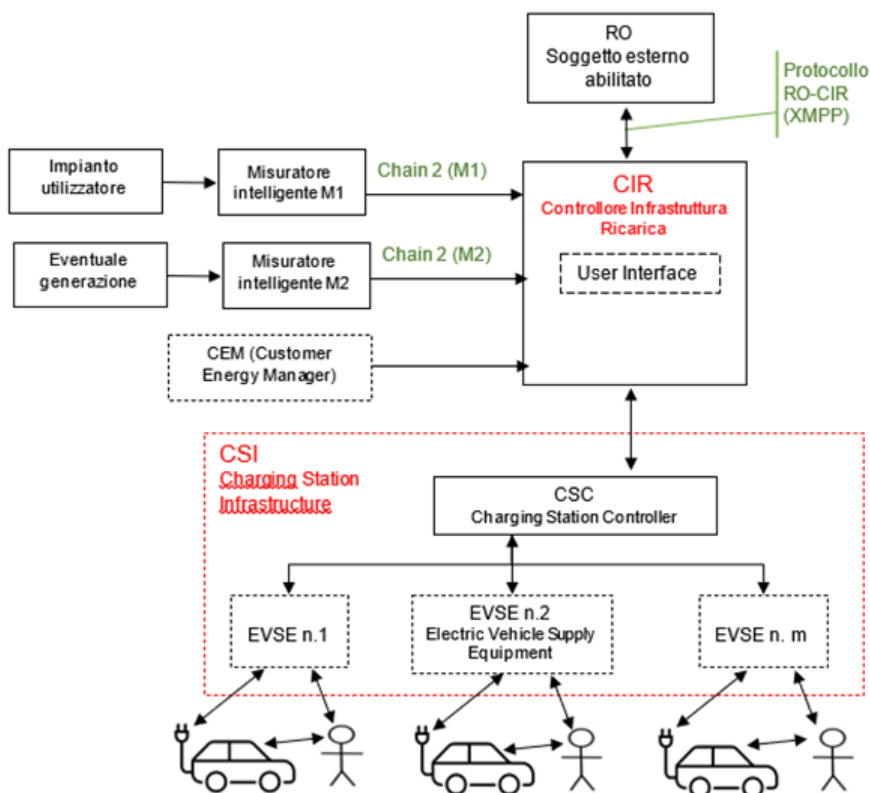 RO
Soggetto esterno
abilitato
Protocollo
RO-CIR
(XMPP)
Impianto
utilizzatore
Misuratore
intelligente M1
Chain 2 (M1)
CIR
Controllore Infrastruttura
Ricarica
User Interface
Eventuale
generazione
Misuratore
intelligente M2
Chain 2 (M2)
CEM (Customer
Energy Manager)
CSI
Charging Station
Infrastructure
CSC
Charging Station Controller
EVSE n.1
EVSE n.2
Electric Vehicle Supply
Equipment
EVSE n. m